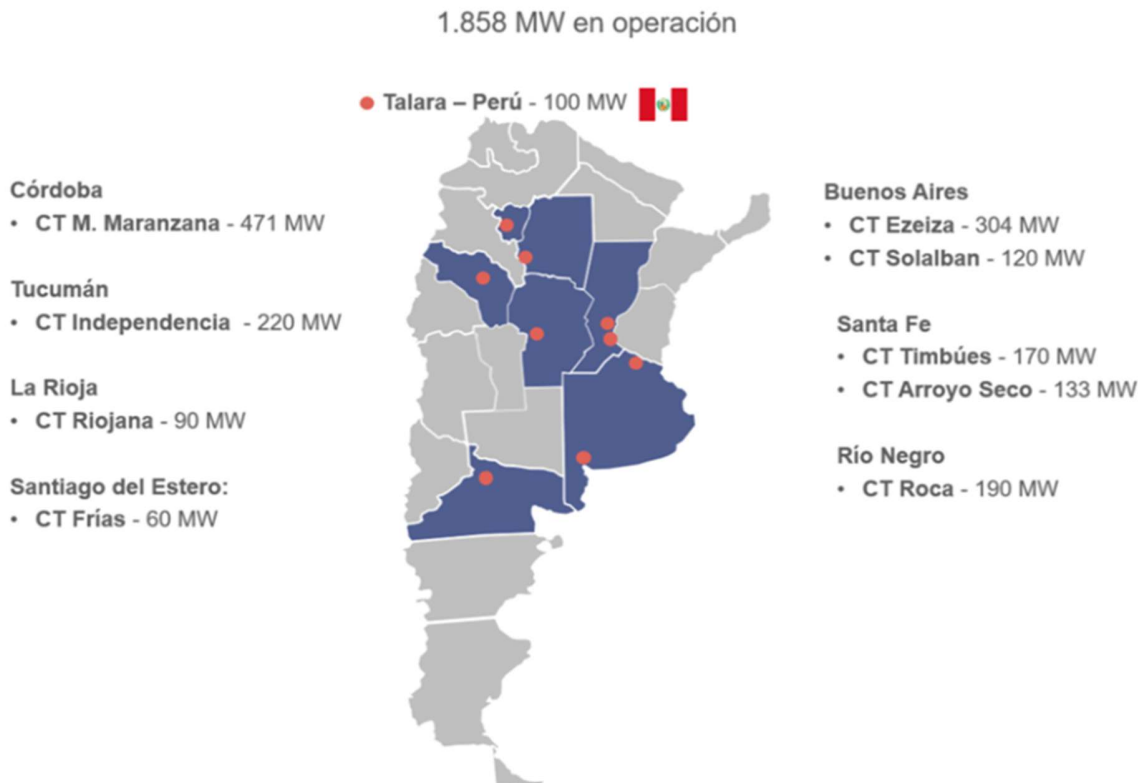 1.858 MW en operación
Talara – Perú - 100 MW
Córdoba
• CT M. Maranzana - 471 MW
Tucumán
• CT Independencia - 220 MW
La Rioja
• CT Riojana - 90 MW
Santiago del Estero:
• CT Frías - 60 MW
Buenos Aires
• CT Ezeiza - 304 MW
• CT Solalban - 120 MW
Santa Fe
• CT Timbúes - 170 MW
• CT Arroyo Seco - 133 MW
Río Negro
• CT Roca - 190 MW